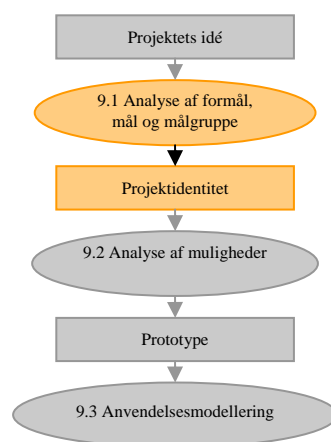 Projektets idé
9.1 Analyse af formål,
mål og målgruppe
Projektidentitet
9.2 Analyse af muligheder
Prototype
9.3 Anvendelsesmodellering